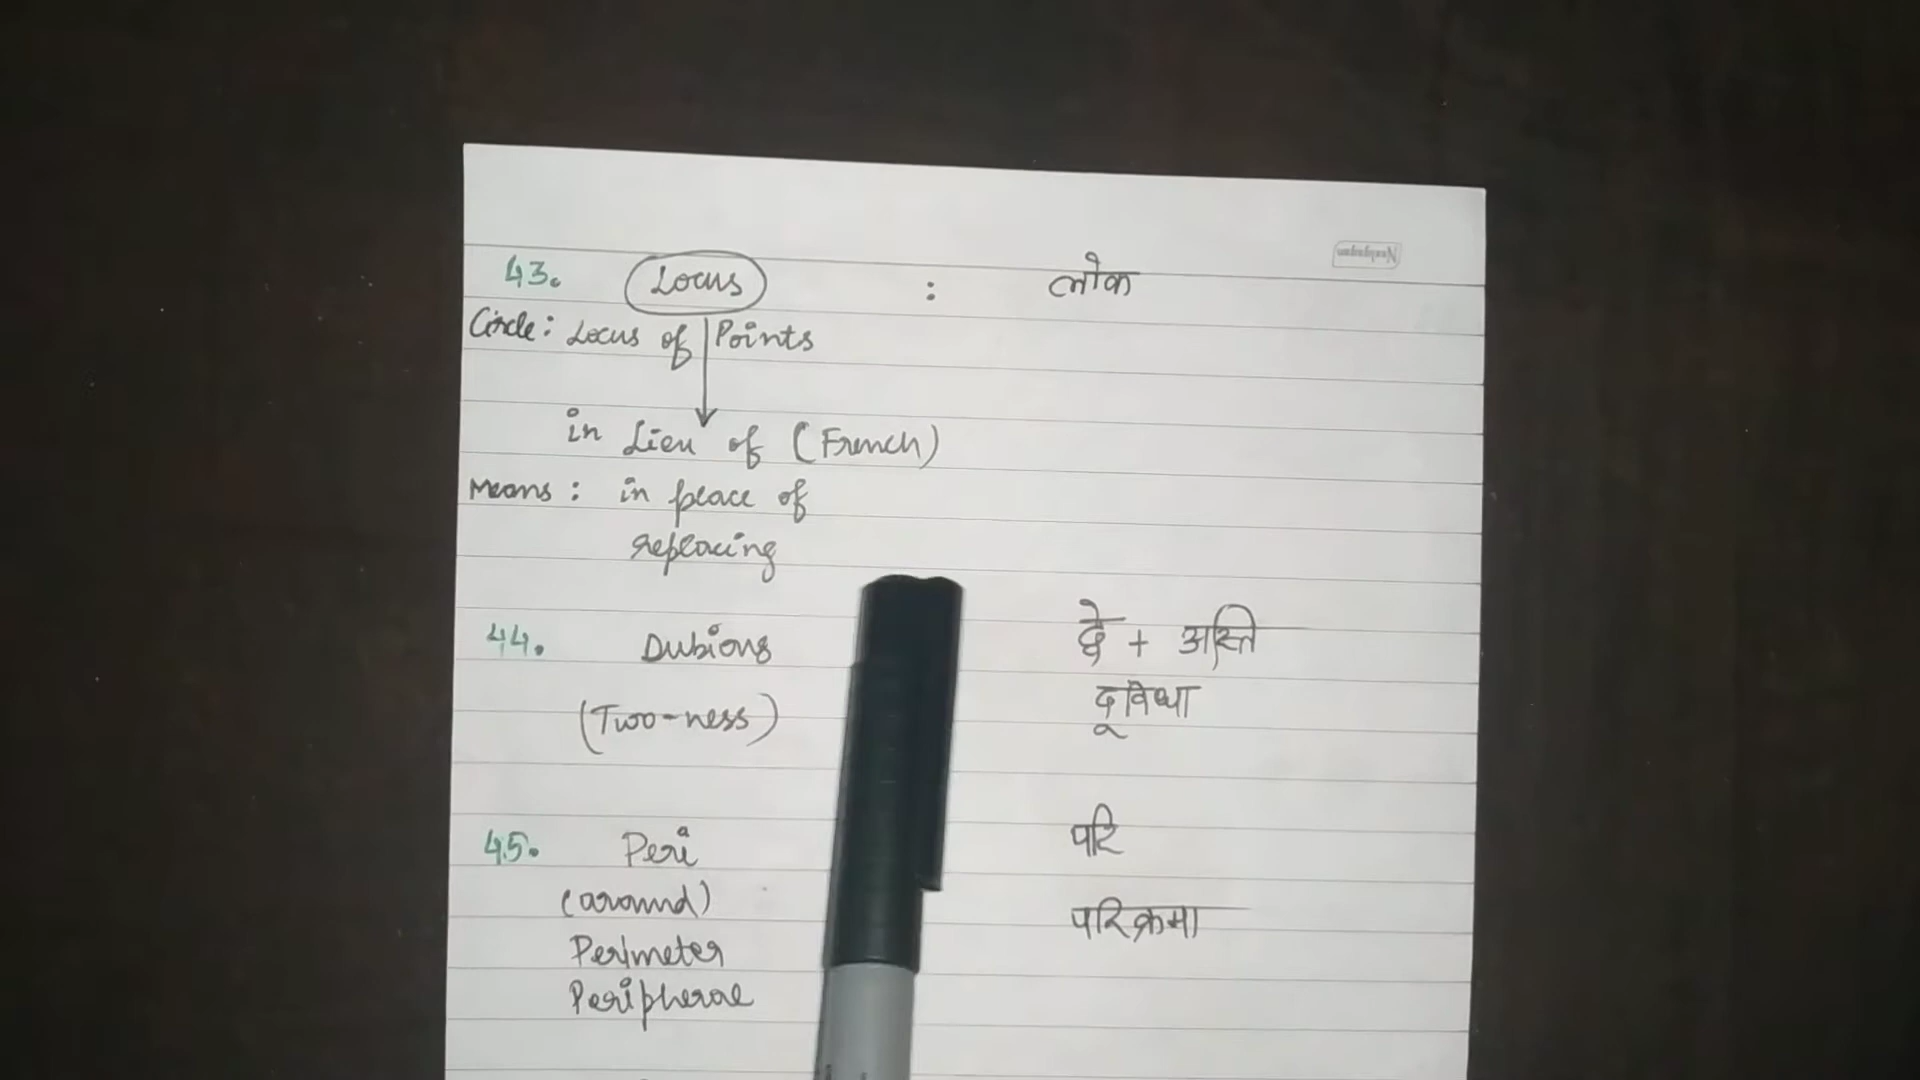 43. Locus : लोक
Circle: Locus of Points
in Lieu of (French)
Means: in place of
replacing
44. Dubious द्वे + अस्ति
(Two-ness) दूविधा
45. Peri परि
(around) परिक्रमा
Perimeter
Peripheral